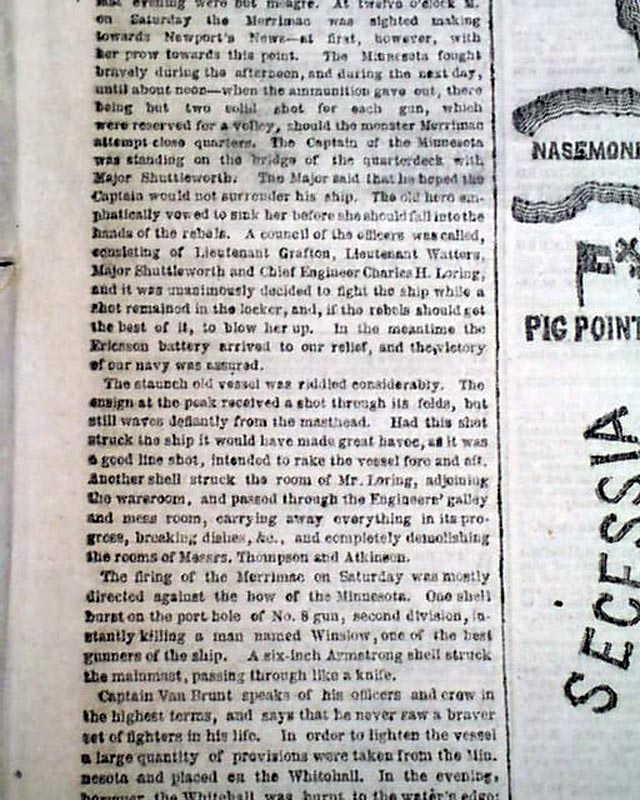 last evening were but meagre. At twelve o'clock M.
on Saturday the Merrimac was sighted making
towards Newport's News—at first, however, with
her prow towards this point. The Minnesota fought
bravely during the afternoon, and during the next day,
until about noon—when the ammunition gave out, there
being but two solid shot for each gun, which
were reserved for a volley, should the monster Merrimac
attempt close quarters. The Captain of the Minnesota
was standing on the bridge of the quarterdeck with
Major Shuttleworth. The Major said that he hoped the
Captain would not surrender his ship. The old hero em-
phatically vowed to sink her before she should fall into the
hands of the rebels. A council of the officers was called,
consisting of Lieutenant Grafton, Lieutenant Watters,
Major Shuttleworth and Chief Engineer Charles H. Loring,
and it was unanimously decided to fight the ship while a
shot remained in the locker, and, if the rebels should get
the best of it, to blow her up. In the meantime the
Ericsson battery arrived to our relief, and the victory
of our navy was assured.
The staunch old vessel was riddled considerably. The
ensign at the peak received a shot through its folds, but
still waves defiantly from the masthead. Had this shot
struck the ship it would have made great havoc, as it was
a good line shot, intended to rake the vessel fore and aft.
Another shell struck the room of Mr. Loring, adjoining
the wareroom, and passed through the Engineers' galley
and mess room, carrying away everything in its pro-
gress, breaking dishes, &c., and completely demolishing
the rooms of Messrs. Thompson and Atkinson.
The firing of the Merrimac on Saturday was mostly
directed against the bow of the Minnesota. One shell
burst on the port hole of No. 8 gun, second division, in-
stantly killing a man named Winslow, one of the best
gunners of the ship. A six-inch Armstrong shell struck
the mainmast, passing through like a knife.
Captain Van Brunt speaks of his officers and crew in
the highest terms, and says that he never saw a braver
set of fighters in his life. In order to lighten the vessel
a large quantity of provisions were taken from the Min.
nesota and placed on the Whitehall. In the evening,
however, the Whitehall was burnt to the water's edge;
NASEMON
PIG POINT
SECESSIA